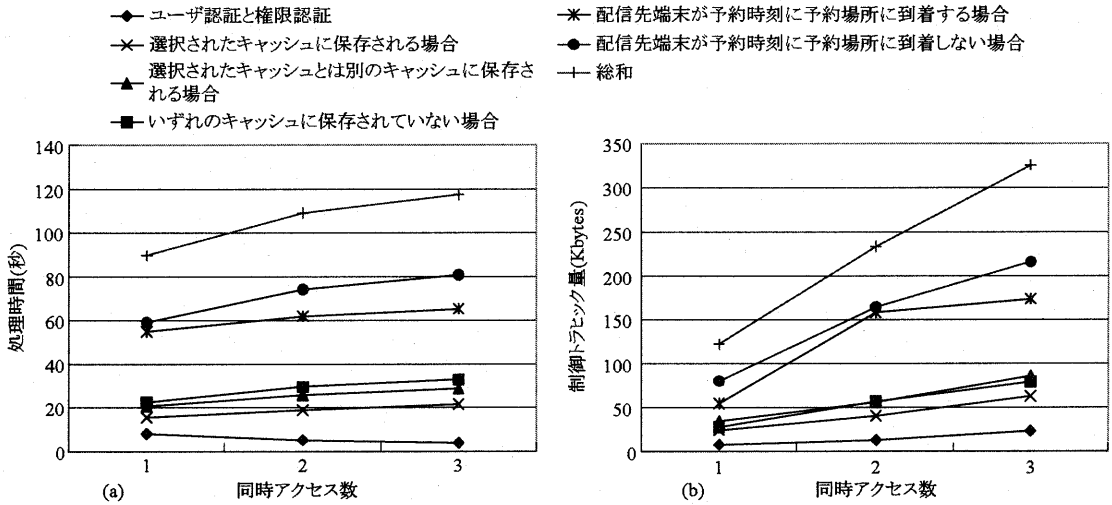 ユーザ認証と権限認証
選択されたキャッシュに保存される場合
選択されたキャッシュとは別のキャッシュに保存さ
れる場合
いずれのキャッシュに保存されていない場合
配信先端末が予約時刻に予約場所に到着する場合
配信先端末が予約時刻に予約場所に到着しない場合
総和
処理時間(秒)
140
120
100
80
60
40
20
0
1
2
3
(a)
同時アクセス数
制御トラヒック量(Kbytes)
350
300
250
200
150
100
50
0
1
2
3
(b)
同時アクセス数